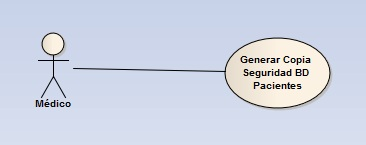 Generar Copia
Seguridad BD
Pacientes
Médico